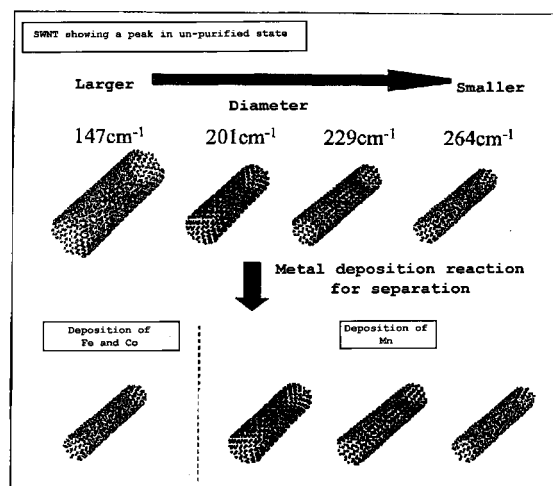 SWNT showing a peak in un-purified state
Larger
Smaller
Diameter
147cm-1
201cm-1
229cm-1
264cm-1
Metal deposition reaction
for separation
Deposition of
Fe and Co
Deposition of
Mn